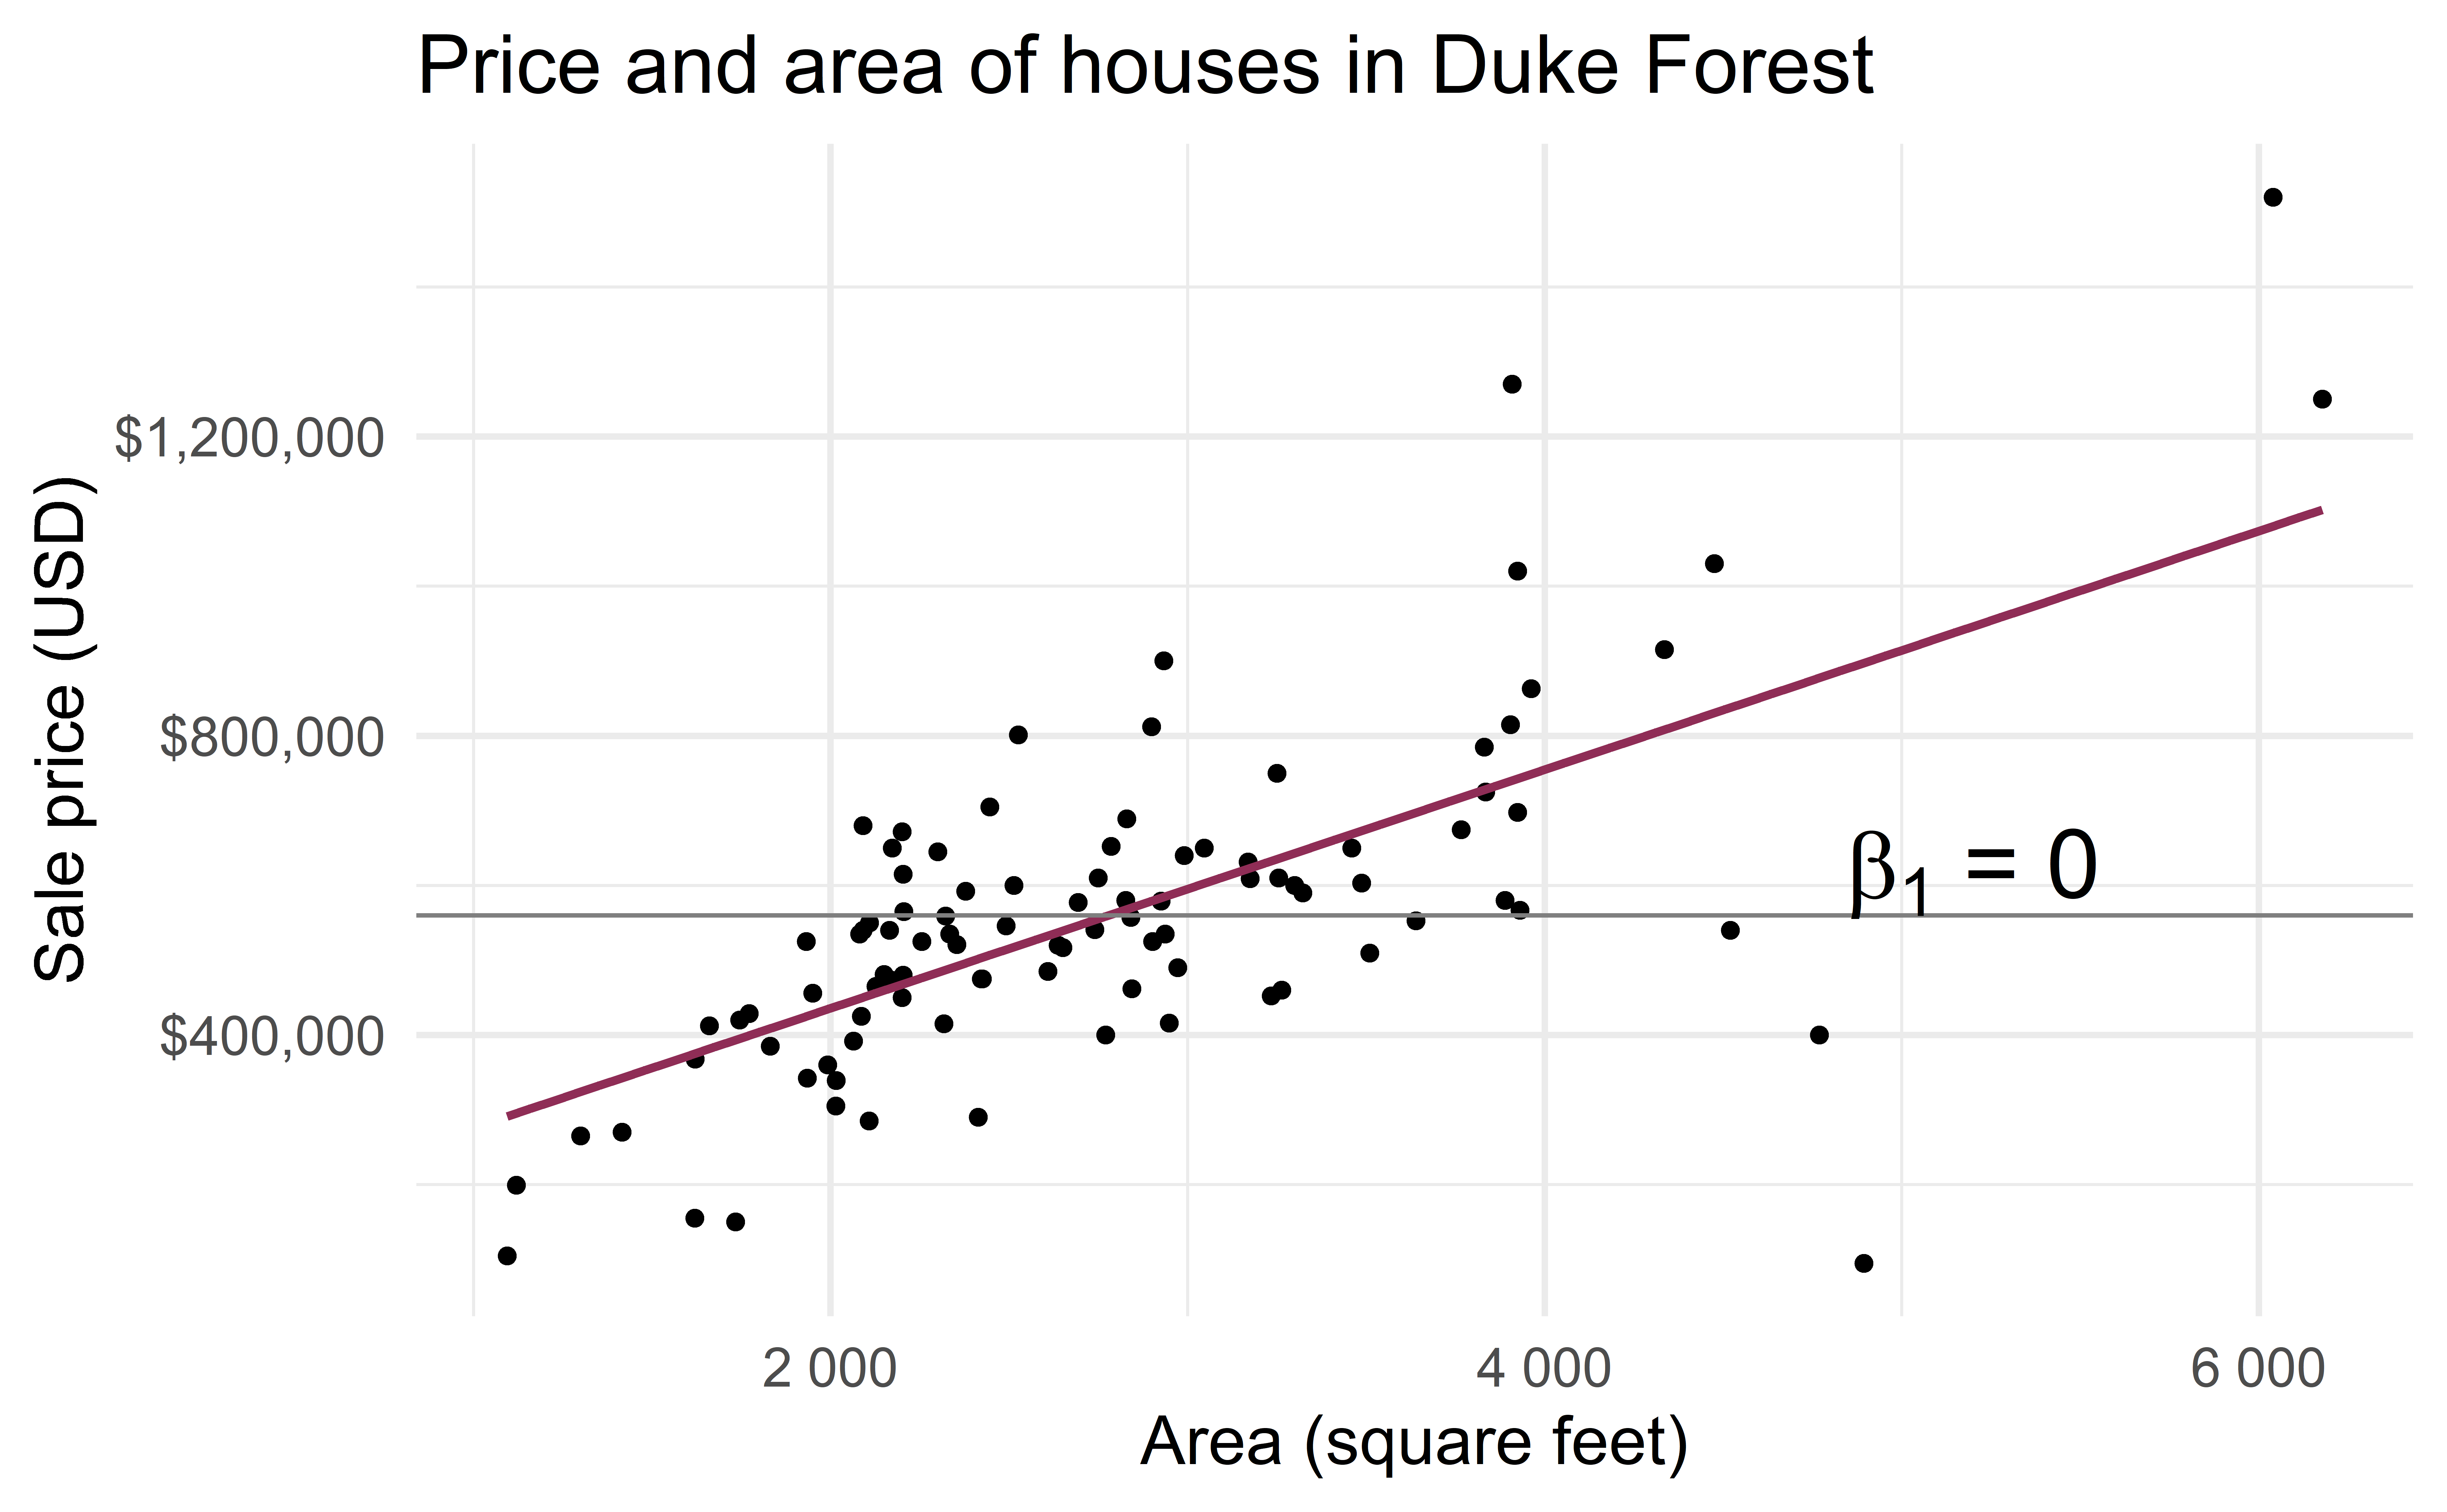 Price and area of houses in Duke Forest
Sale price (USD)
$1,200,000
$800,000
$400,000
β₁ = 0
2 000 4 000 6 000
Area (square feet)